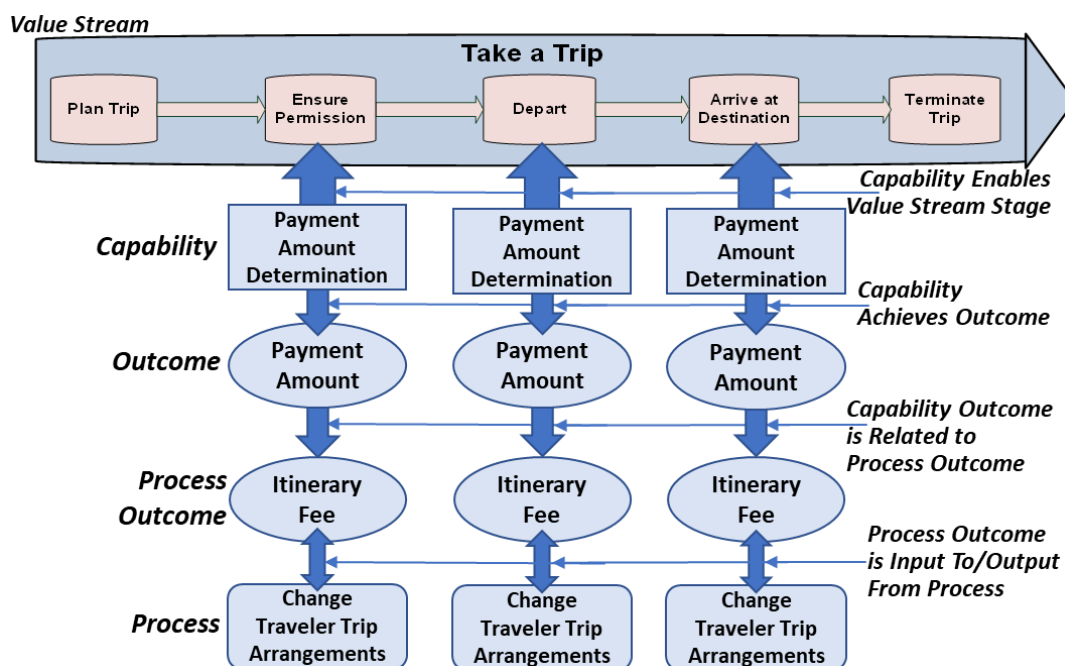 Value Stream
Take a Trip
Plan Trip
Ensure
Permission
Depart
Arrive at
Destination
Terminate
Trip
Capability Enables
Value Stream Stage
Capability
Payment
Amount
Determination
Payment
Amount
Determination
Payment
Amount
Determination
Capability
Achieves Outcome
Outcome
Payment
Amount
Payment
Amount
Payment
Amount
Capability Outcome
is Related to
Process Outcome
Process
Outcome
Itinerary
Fee
Itinerary
Fee
Itinerary
Fee
Process Outcome
is Input To/Output
From Process
Process
Change
Traveler Trip
Arrangements
Change
Traveler Trip
Arrangements
Change
Traveler Trip
Arrangements